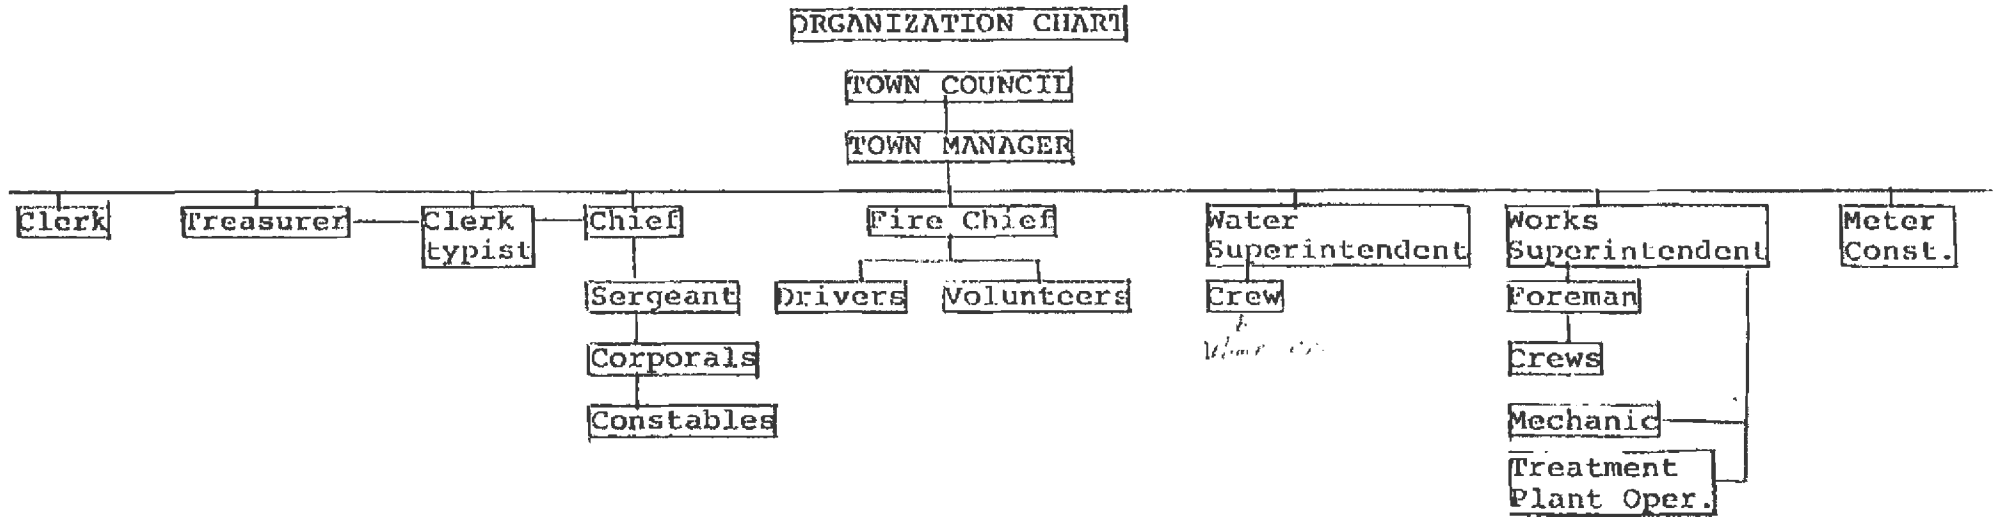 ORGANIZATION CHART
TOWN COUNCIL
TOWN MANAGER
Clerk
Treasurer
Clerk
typist
Chief
Fire Chief
Water
Superintendent
Works
Superintendent
Meter
Const.
Sergeant
Drivers
Volunteers
Crew
Foreman
Corporals
Crews
Constables
Mechanic
Treatment
Plant Oper.